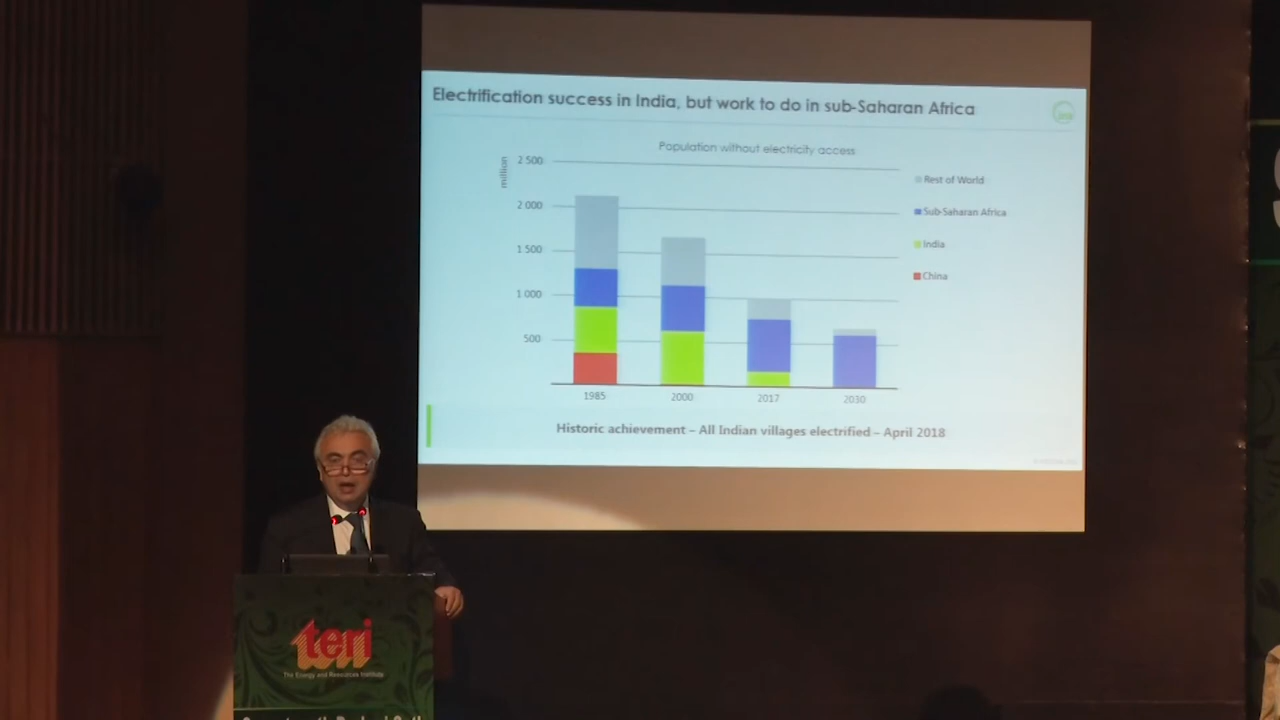 Electrification success in India, but work to do in sub-Saharan Africa
Population without electricity access
million
2 500
2 000
1 500
1 000
500
1985
2000
2017
2030
Rest of World
Sub-Saharan Africa
India
China
Historic achievement – All Indian villages electrified – April 2018
teri
The Energy and Resources Institute